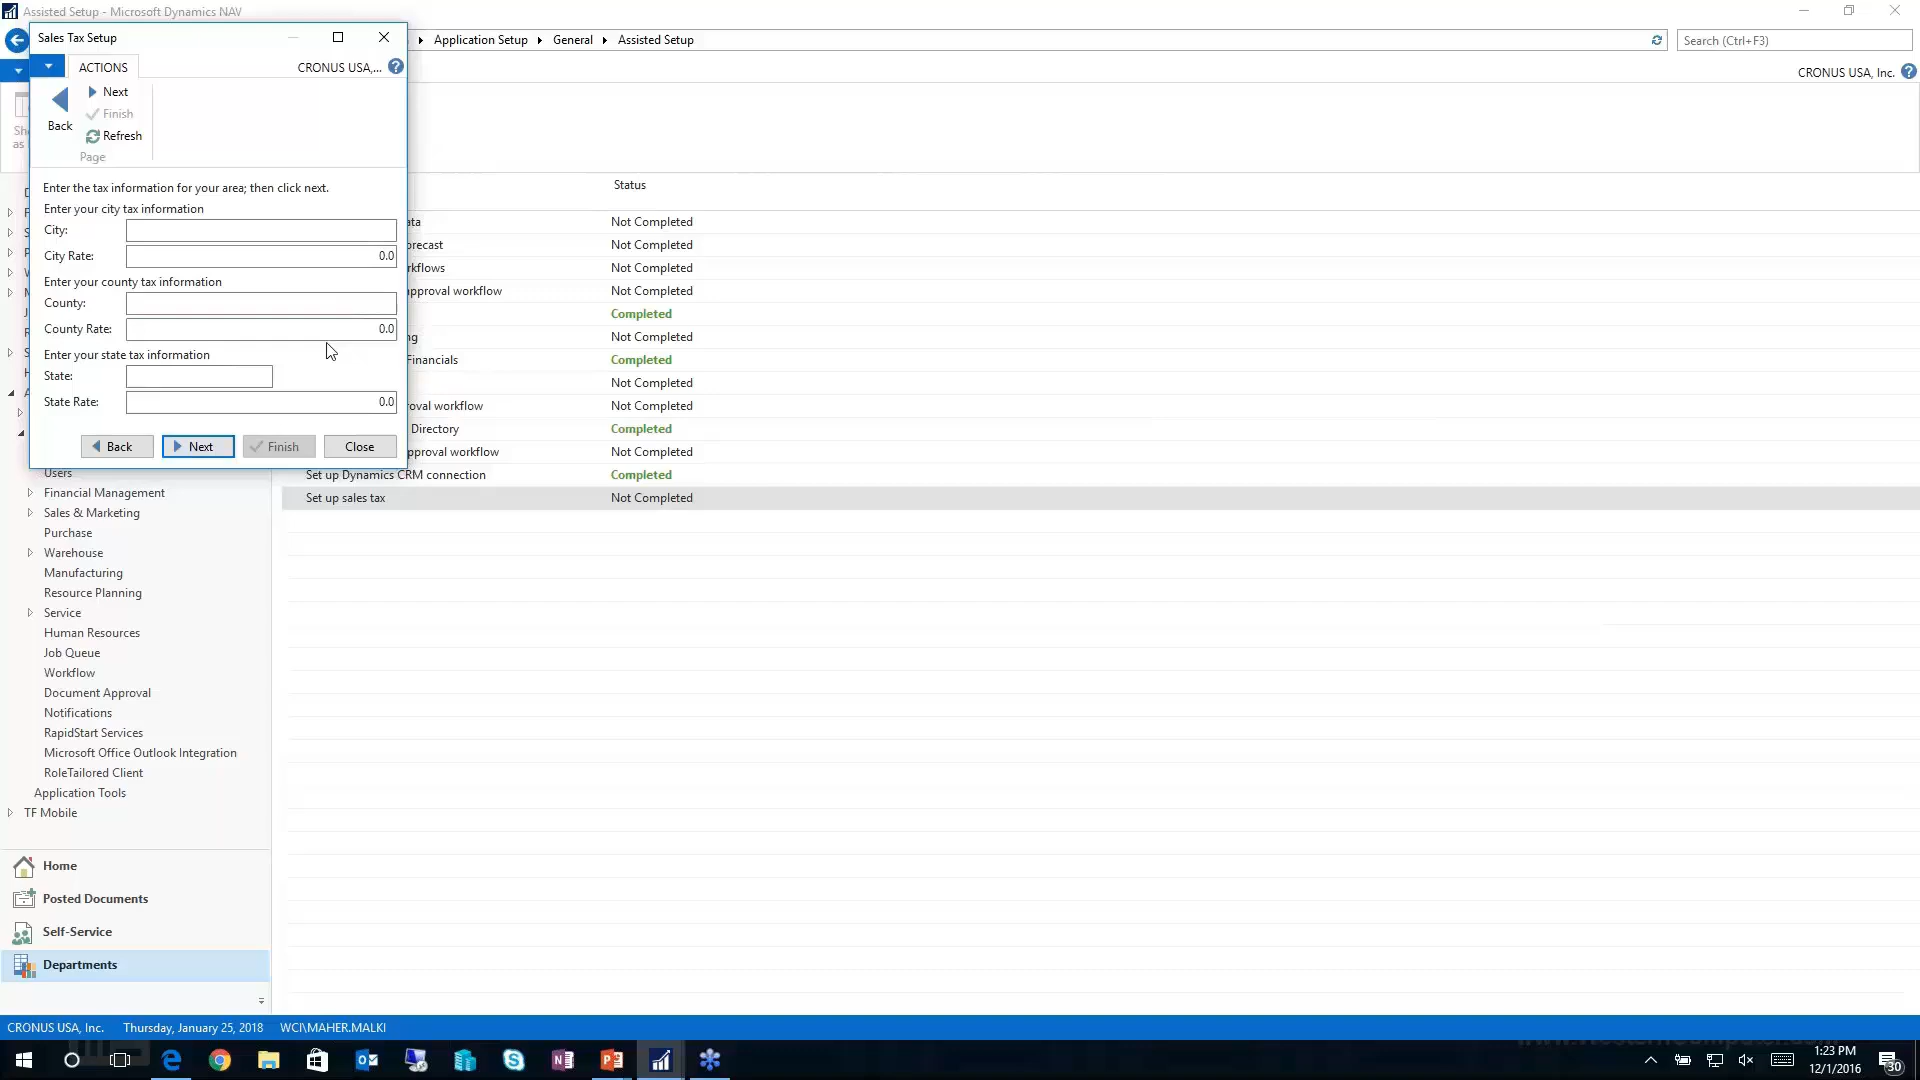 Assisted Setup - Microsoft Dynamics NAV
Sales Tax Setup
Application Setup
General
Assisted Setup
Search (Ctrl+F3)
ACTIONS
CRONUS USA,...
CRONUS USA, Inc.
Next
Finish
Back
Refresh
Page
Enter the tax information for your area; then click next.
Enter your city tax information
City:
City Rate:
0.0
Enter your county tax information
County:
County Rate:
0.0
Enter your state tax information
State:
State Rate:
0.0
Back
Next
Finish
Close
Status
ata
Not Completed
orecast
Not Completed
rkflows
Not Completed
approval workflow
Not Completed
Completed
ng
Not Completed
Financials
Completed
Not Completed
roval workflow
Not Completed
Directory
Completed
pproval workflow
Not Completed
Set up Dynamics CRM connection
Completed
Set up sales tax
Not Completed
Users
Financial Management
Sales & Marketing
Purchase
Warehouse
Manufacturing
Resource Planning
Service
Human Resources
Job Queue
Workflow
Document Approval
Notifications
RapidStart Services
Microsoft Office Outlook Integration
RoleTailored Client
Application Tools
TF Mobile
Home
Posted Documents
Self-Service
Departments
CRONUS USA, Inc.
Thursday, January 25, 2018
WCI\MAHER.MALKI
1:23 PM
12/1/2016
30